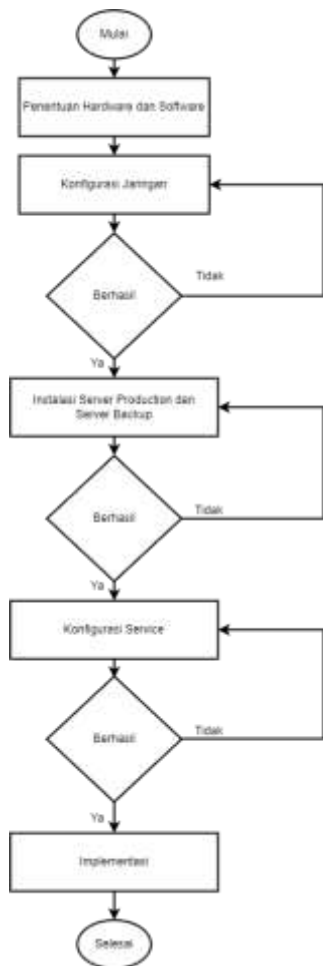 Mulai
Penentuan Hardware dan Software
Konfigurasi Jaringan
Berhasil
Tidak
Ya
Instalasi Server Production dan
Server Backup
Berhasil
Tidak
Ya
Konfigurasi Service
Berhasil
Tidak
Ya
Implementasi
Selesai